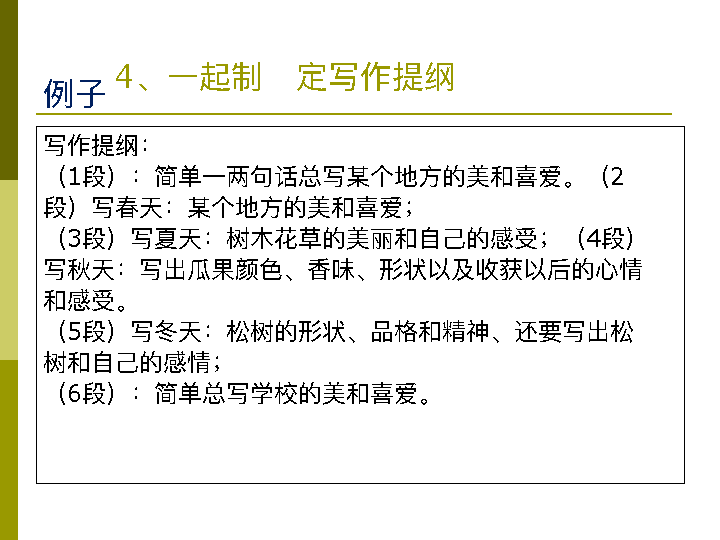 例子 4、一起制　定写作提纲
写作提纲：
（1段）：简单一两句话总写某个地方的美和喜爱。（2
段）写春天：某个地方的美和喜爱；
（3段）写夏天：树木花草的美丽和自己的感受；（4段）
写秋天：写出瓜果颜色、香味、形状以及收获以后的心情
和感受。
（5段）写冬天：松树的形状、品格和精神、还要写出松
树和自己的感情；
（6段）：简单总写学校的美和喜爱。